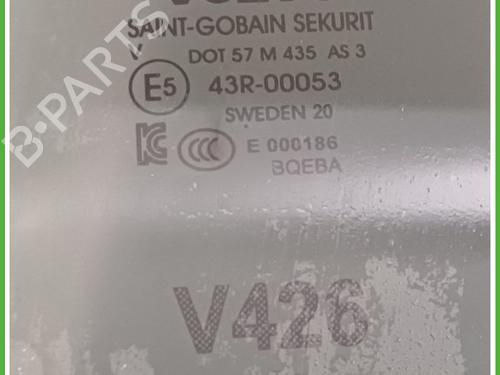 SAINT-GOBAIN SEKURIT
V DOT 57 M 435 AS 3
E5 43R-00053
SWEDEN 20
E 000186
BQEBA
V426
B-PARTS